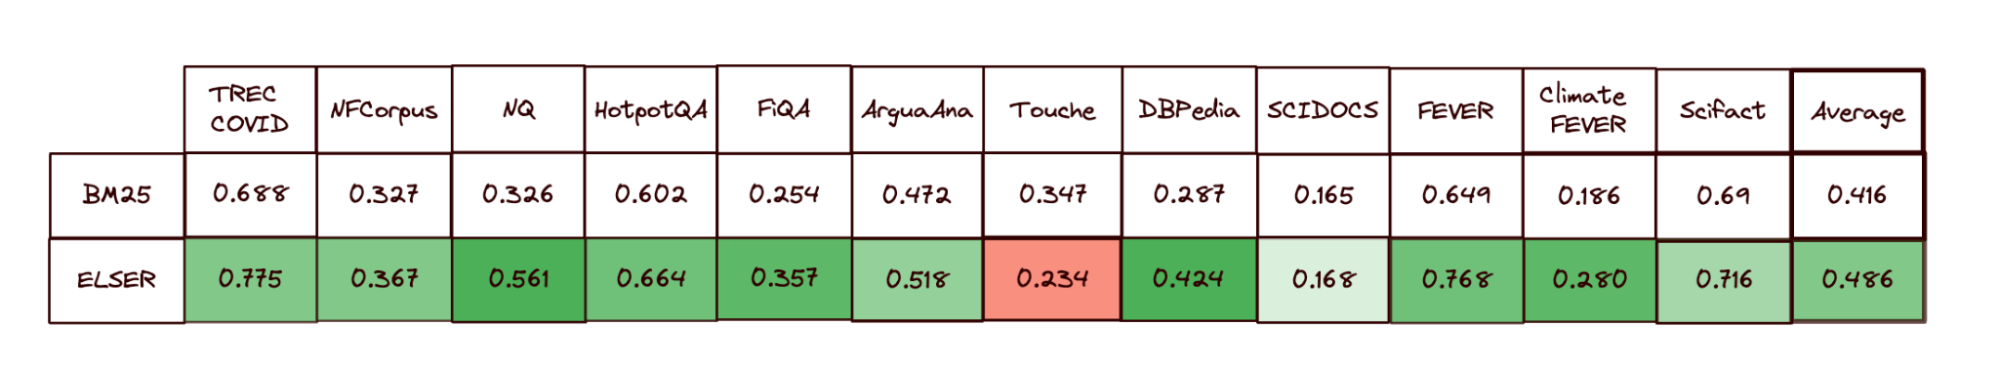 TREC
COVID
NFCorpus
NQ
HotpotQA
FiQA
ArguaAna
Touche
DBPedia
SCIDOCS
FEVER
Climate
FEVER
Scifact
Average
BM25 0.688 0.327 0.326 0.602 0.254 0.472 0.347 0.287 0.165 0.649 0.186 0.69 0.416
ELSER 0.775 0.367 0.561 0.664 0.357 0.518 0.234 0.424 0.168 0.768 0.280 0.716 0.486